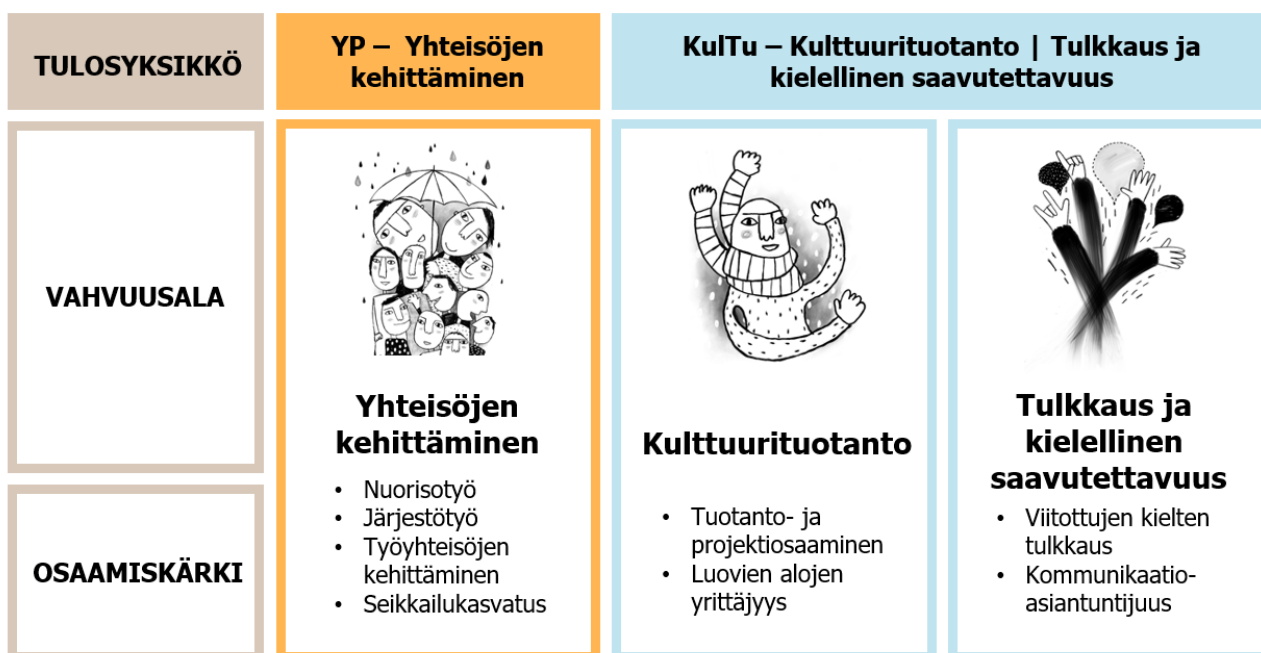 TULOSYKSIKKÖ
YP – Yhteisöjen
kehittäminen
KulTu – Kulttuurituotanto | Tulkkaus ja
kielellinen saavutettavuus
VAHVUUSALA
Yhteisöjen
kehittäminen
Kulttuurituotanto
Tulkkaus ja
kielellinen
saavutettavuus
OSAAMISKÄRKI
• Nuorisotyö
• Järjestötyö
• Työyhteisöjen
kehittäminen
• Seikkailukasvatus
• Tuotanto- ja
projektiosaaminen
• Luovien alojen
yrittäjyys
• Viitottujen kielten
tulkkaus
• Kommunikaatio-
asiantuntijuus